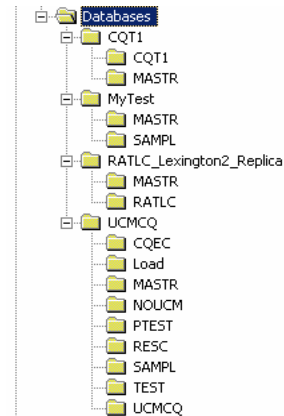 Databases
CQT1
CQT1
MASTR
MyTest
MASTR
SAMPL
RATLC_Lexington2_Replica
MASTR
RATLC
UCMCQ
CQEC
Load
MASTR
NOUCM
PTEST
RESC
SAMPL
TEST
UCMCQ